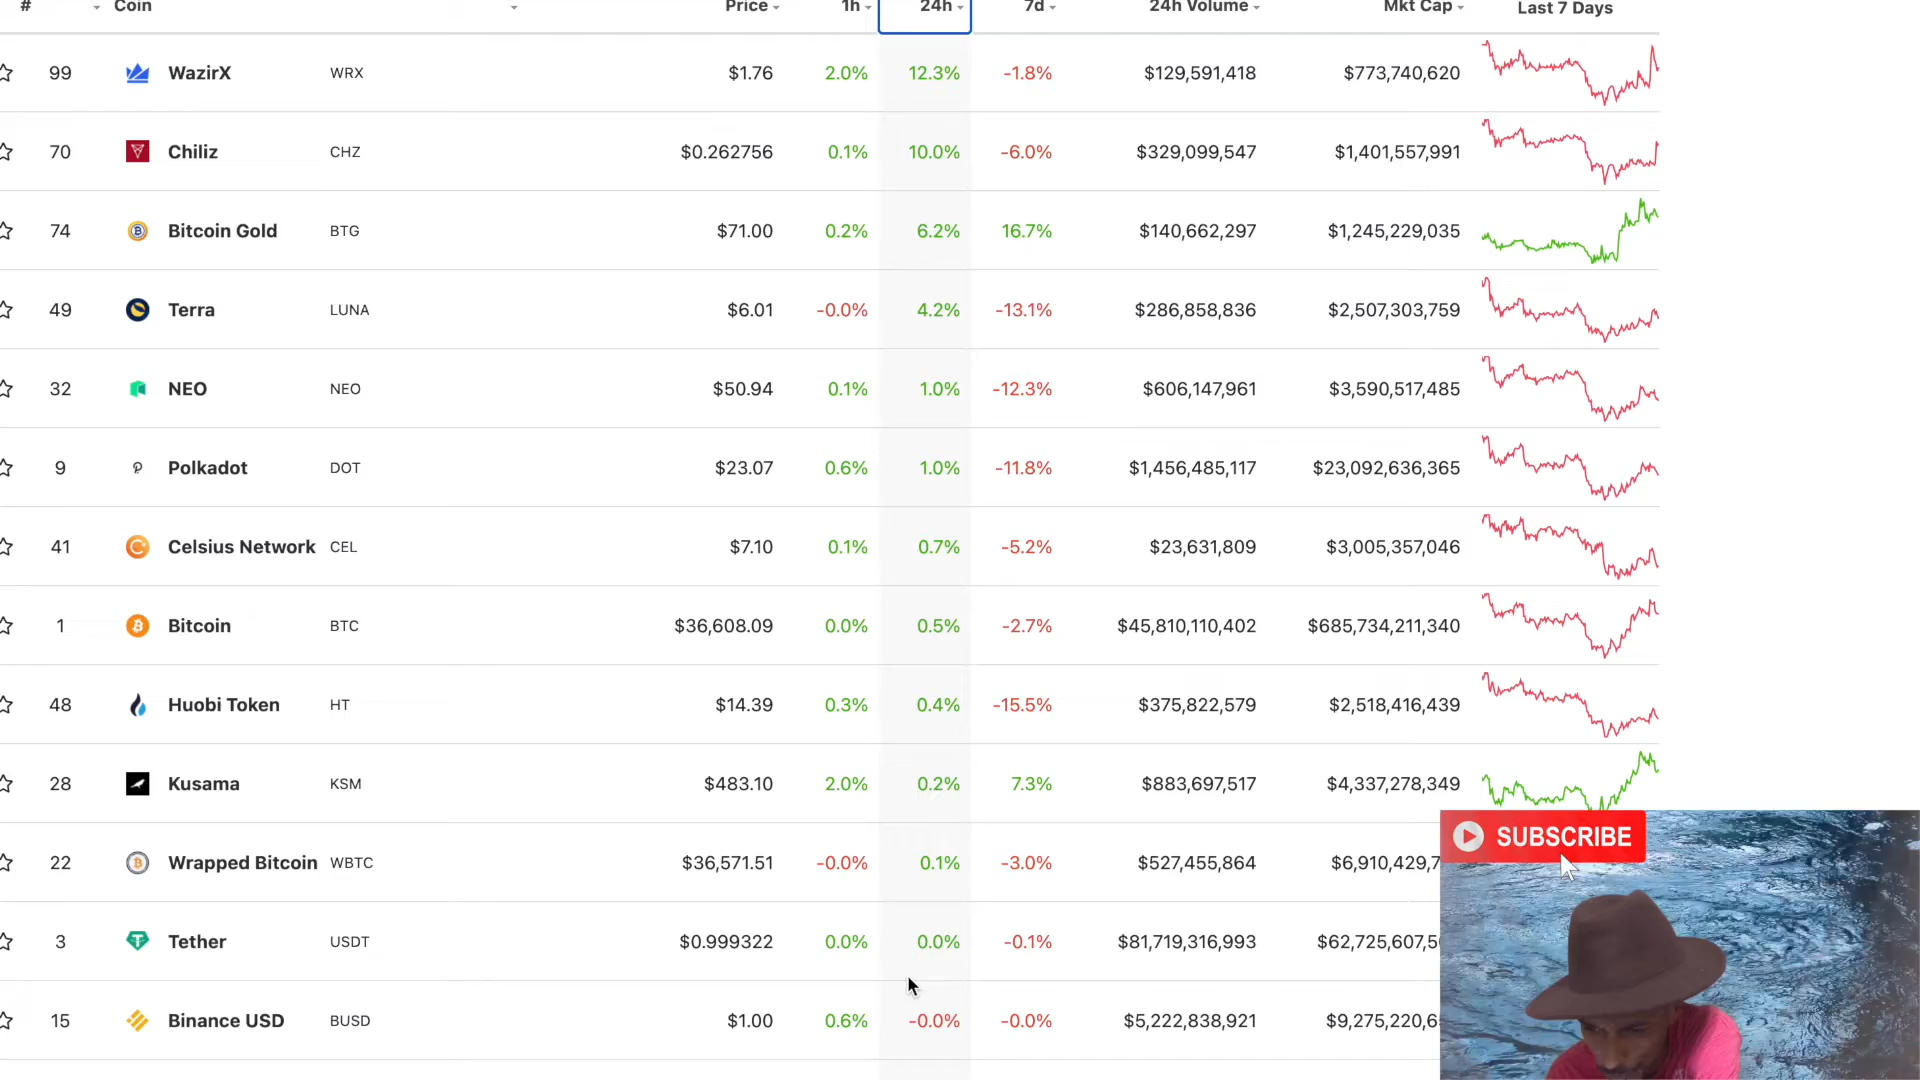 # Coin Price 1h 24h 7d 24h Volume Mkt Cap Last 7 Days
99 WazirX WRX $1.76 2.0% 12.3% -1.8% $129,591,418 $773,740,620
70 Chiliz CHZ $0.262756 0.1% 10.0% -6.0% $329,099,547 $1,401,557,991
74 Bitcoin Gold BTG $71.00 0.2% 6.2% 16.7% $140,662,297 $1,245,229,035
49 Terra LUNA $6.01 -0.0% 4.2% -13.1% $286,858,836 $2,507,303,759
32 NEO NEO $50.94 0.1% 1.0% -12.3% $606,147,961 $3,590,517,485
9 Polkadot DOT $23.07 0.6% 1.0% -11.8% $1,456,485,117 $23,092,636,365
41 Celsius Network CEL $7.10 0.1% 0.7% -5.2% $23,631,809 $3,005,357,046
1 Bitcoin BTC $36,608.09 0.0% 0.5% -2.7% $45,810,110,402 $685,734,211,340
48 Huobi Token HT $14.39 0.3% 0.4% -15.5% $375,822,579 $2,518,416,439
28 Kusama KSM $483.10 2.0% 0.2% 7.3% $883,697,517 $4,337,278,349
SUBSCRIBE
22 Wrapped Bitcoin WBTC $36,571.51 -0.0% 0.1% -3.0% $527,455,864 $6,910,429,7
3 Tether USDT $0.999322 0.0% 0.0% -0.1% $81,719,316,993 $62,725,607,5
15 Binance USD BUSD $1.00 0.6% -0.0% -0.0% $5,222,838,921 $9,275,220,6